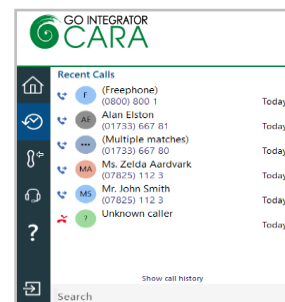 GO INTEGRATOR
CARA
Recent Calls
F (Freephone)
(0800) 800 1 Today
AE Alan Elston
(01733) 667 81 Today
(Multiple matches)
(01733) 667 80 Today
MA Ms. Zelda Aardvark
(07825) 112 3 Today
MS Mr. John Smith
(07825) 112 3 Today
? Unknown caller
Today
?
Show call history
Search